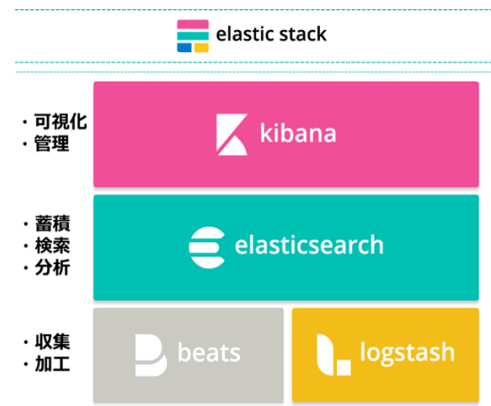 elastic stack
・可視化
・管理
kibana
・蓄積
・検索
・分析
elasticsearch
・収集
・加工
beats
logstash